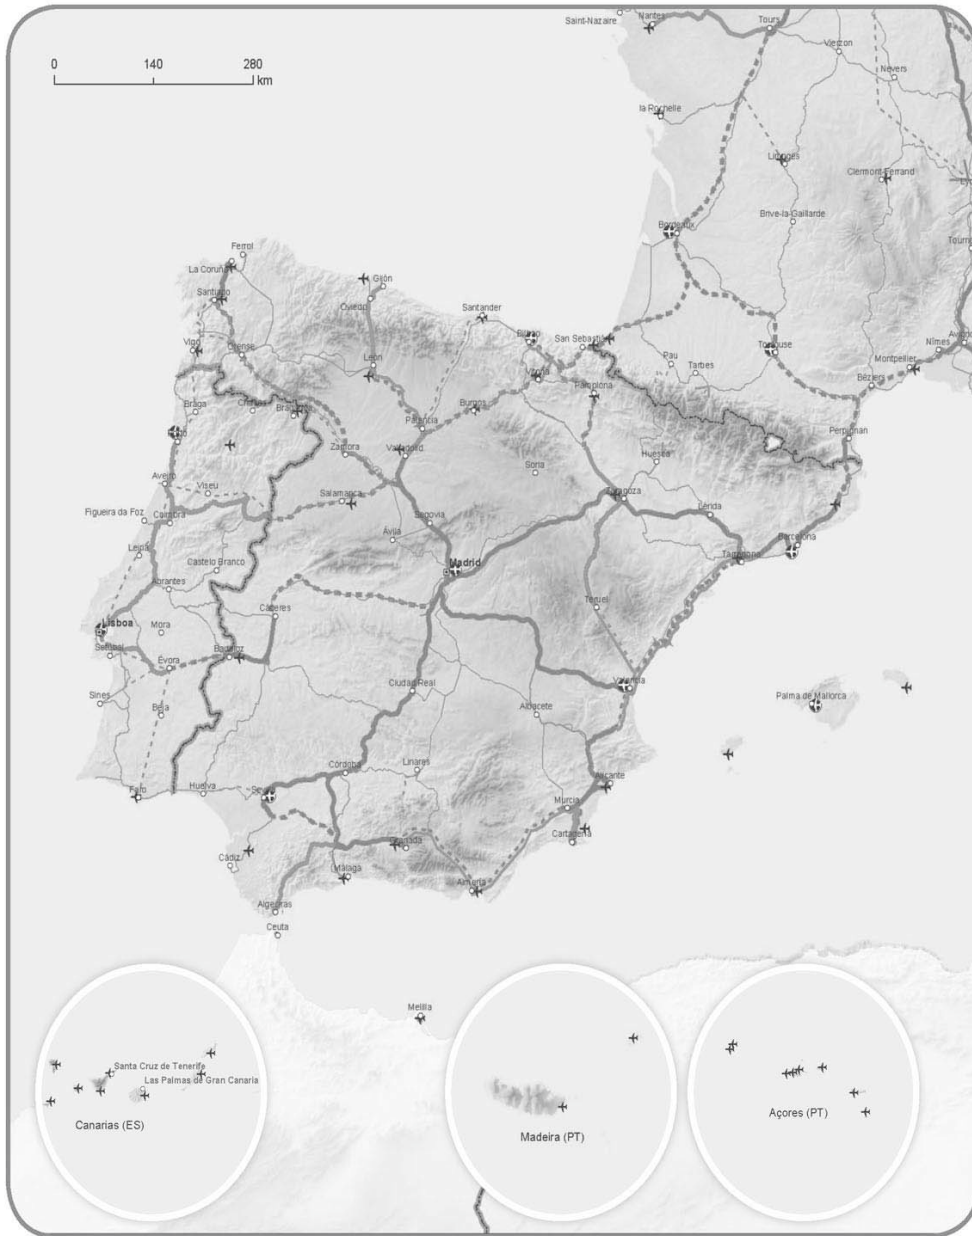 Saint-Nazaire
Nantes
Tours
Vierzon
Nevers
0 140 280
km
la Rochelle
Limoges
Clermont-Ferrand
Brive-la-Gaillarde
Bordeaux
Ferrol
La Coruña
Santiago
Gijón
Oviedo
Santander
Bilbao
San Sebastián
Toulouse
Nîmes
Montpellier
Béziers
Vigo
Orense
León
Vitoria
Pau
Tarbes
Pamplona
Braga
Chaves
Burgos
Palencia
Perpignan
Zamora
Valladolid
Soria
Huesca
Aveiro
Viseu
Salamanca
Zaragoza
Lérida
Figueira da Foz
Coimbra
Segovia
Ávila
Barcelona
Tarragona
Leiria
Castelo Branco
Madrid
Abrantes
Cáceres
Teruel
Lisboa
Mora
Setúbal
Évora
Badajoz
Ciudad Real
Valencia
Sines
Beja
Albacete
Palma de Mallorca
Córdoba
Linares
Alicante
Faro
Huelva
Sevilla
Murcia
Cartagena
Granada
Cádiz
Málaga
Almería
Algeciras
Ceuta
Melilla
Santa Cruz de Tenerife
Las Palmas de Gran Canaria
Canarias (ES)
Madeira (PT)
Açores (PT)